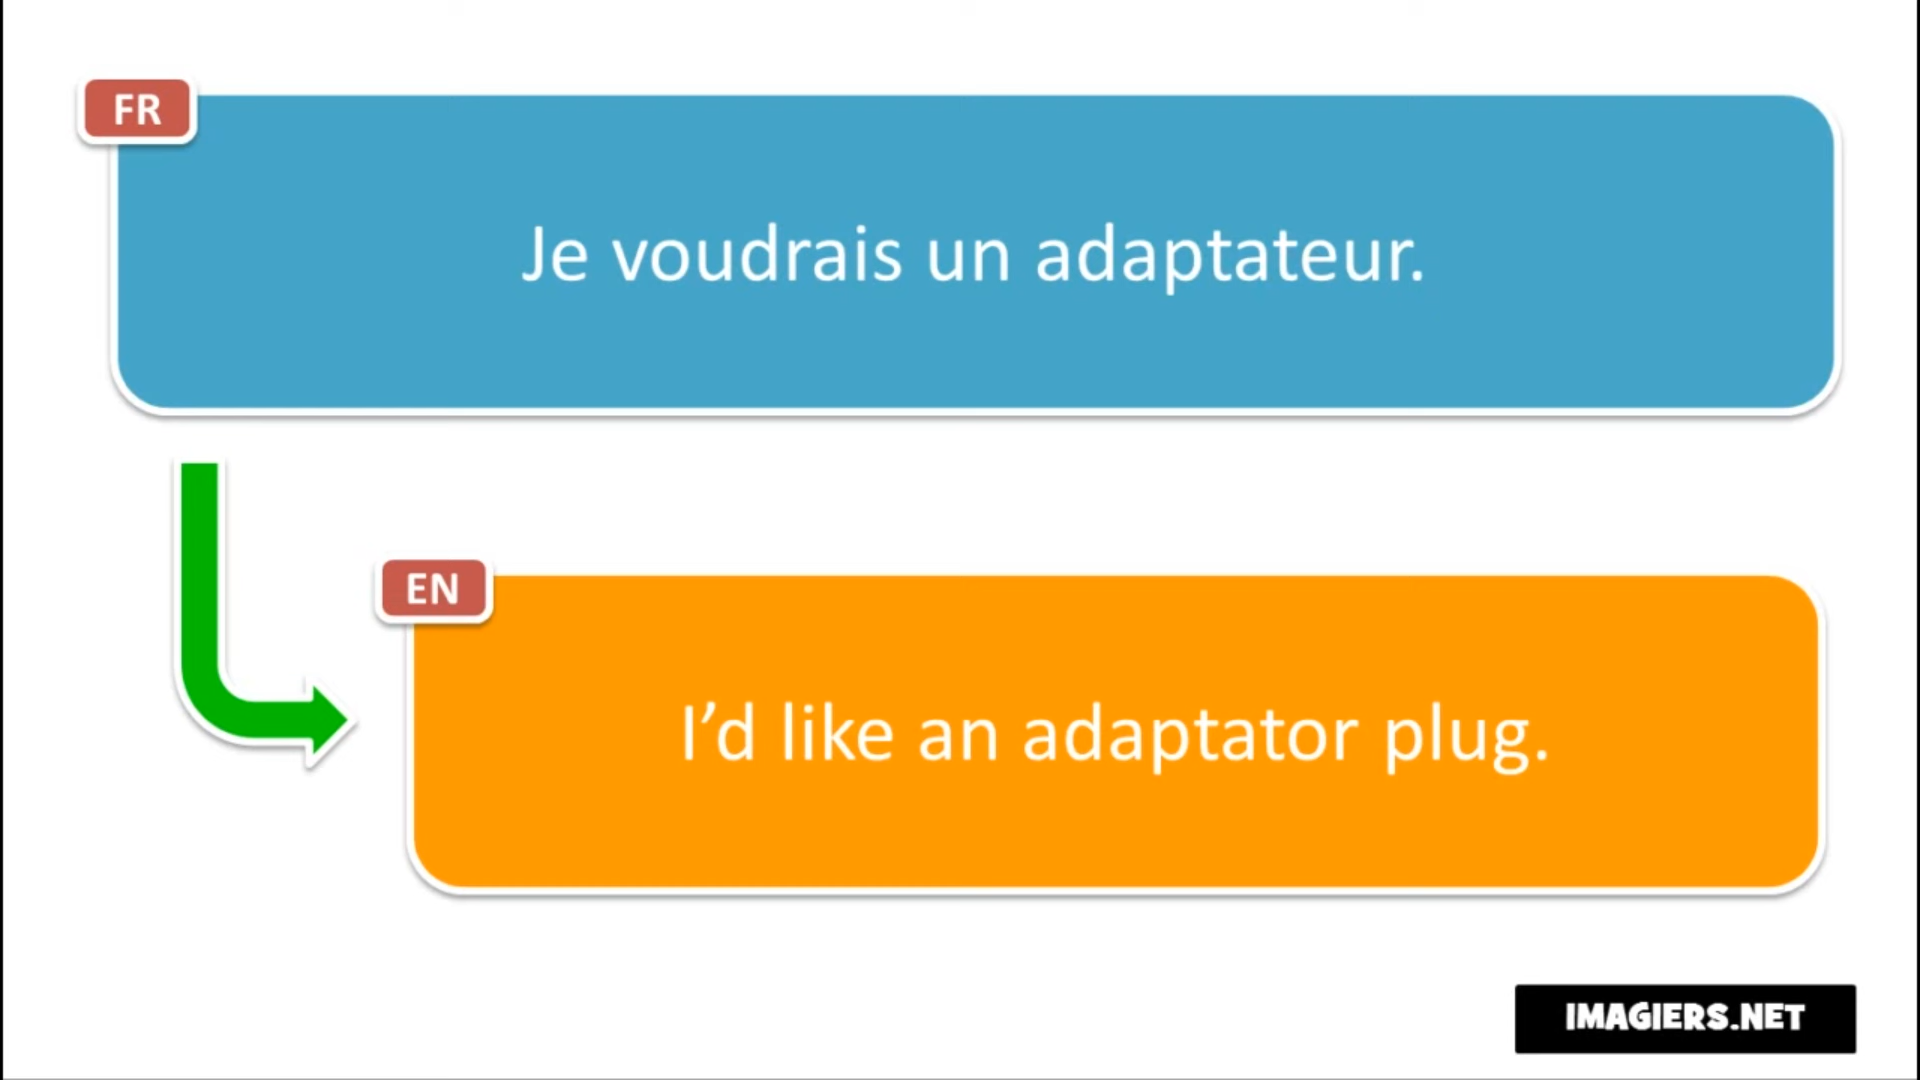 FR
Je voudrais un adaptateur.
EN
I’d like an adaptator plug.
IMAGIERS.NET